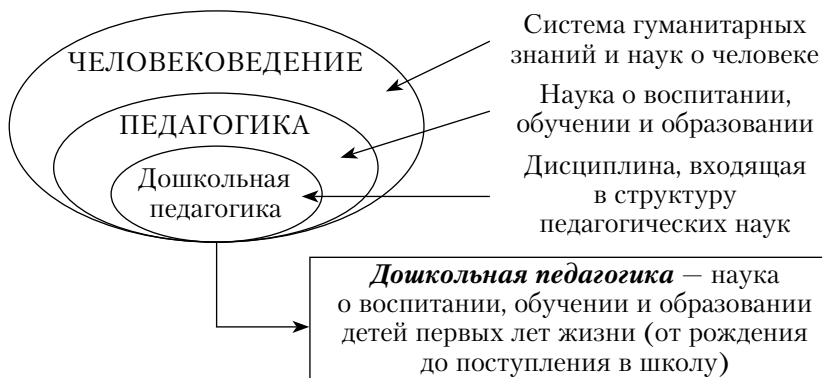 ЧЕЛОВЕКОВЕДЕНИЕ
ПЕДАГОГИКА
Дошкольная
педагогика
Система гуманитарных
знаний и наук о человеке
Наука о воспитании,
обучении и образовании
Дисциплина, входящая
в структуру
педагогических наук
Дошкольная педагогика — наука
о воспитании, обучении и образовании
детей первых лет жизни (от рождения
до поступления в школу)